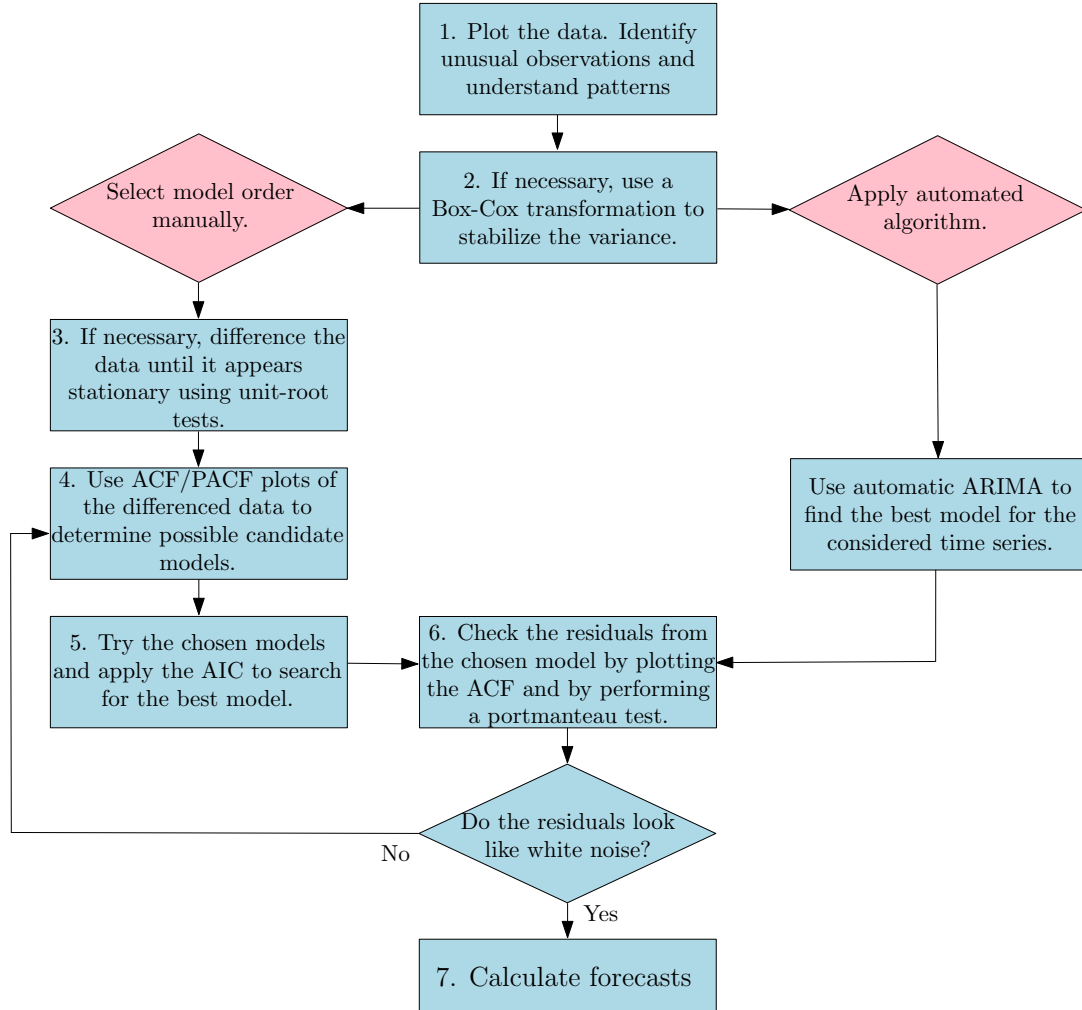 1. Plot the data. Identify
unusual observations and
understand patterns
Select model order
manually.
2. If necessary, use a
Box-Cox transformation to
stabilize the variance.
Apply automated
algorithm.
3. If necessary, difference the
data until it appears
stationary using unit-root
tests.
4. Use ACF/PACF plots of
the differenced data to
determine possible candidate
models.
Use automatic ARIMA to
find the best model for the
considered time series.
5. Try the chosen models
and apply the AIC to search
for the best model.
6. Check the residuals from
the chosen model by plotting
the ACF and by performing
a portmanteau test.
Do the residuals look
like white noise?
No
Yes
7. Calculate forecasts